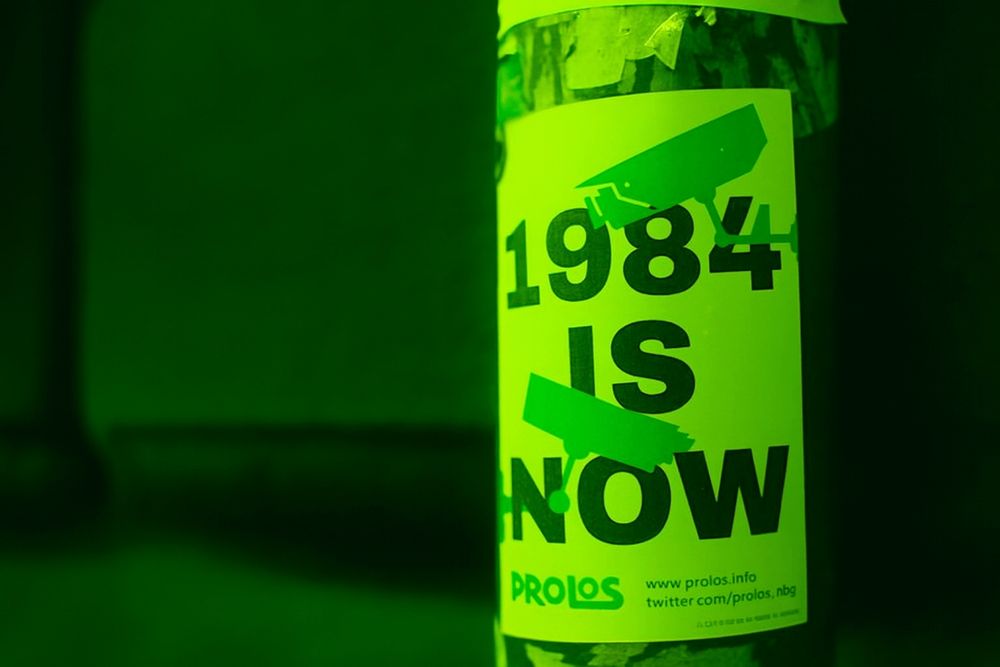 1984
IS
NOW
PROLOS
www.prolos.info
twitter.com/prolos_nbg